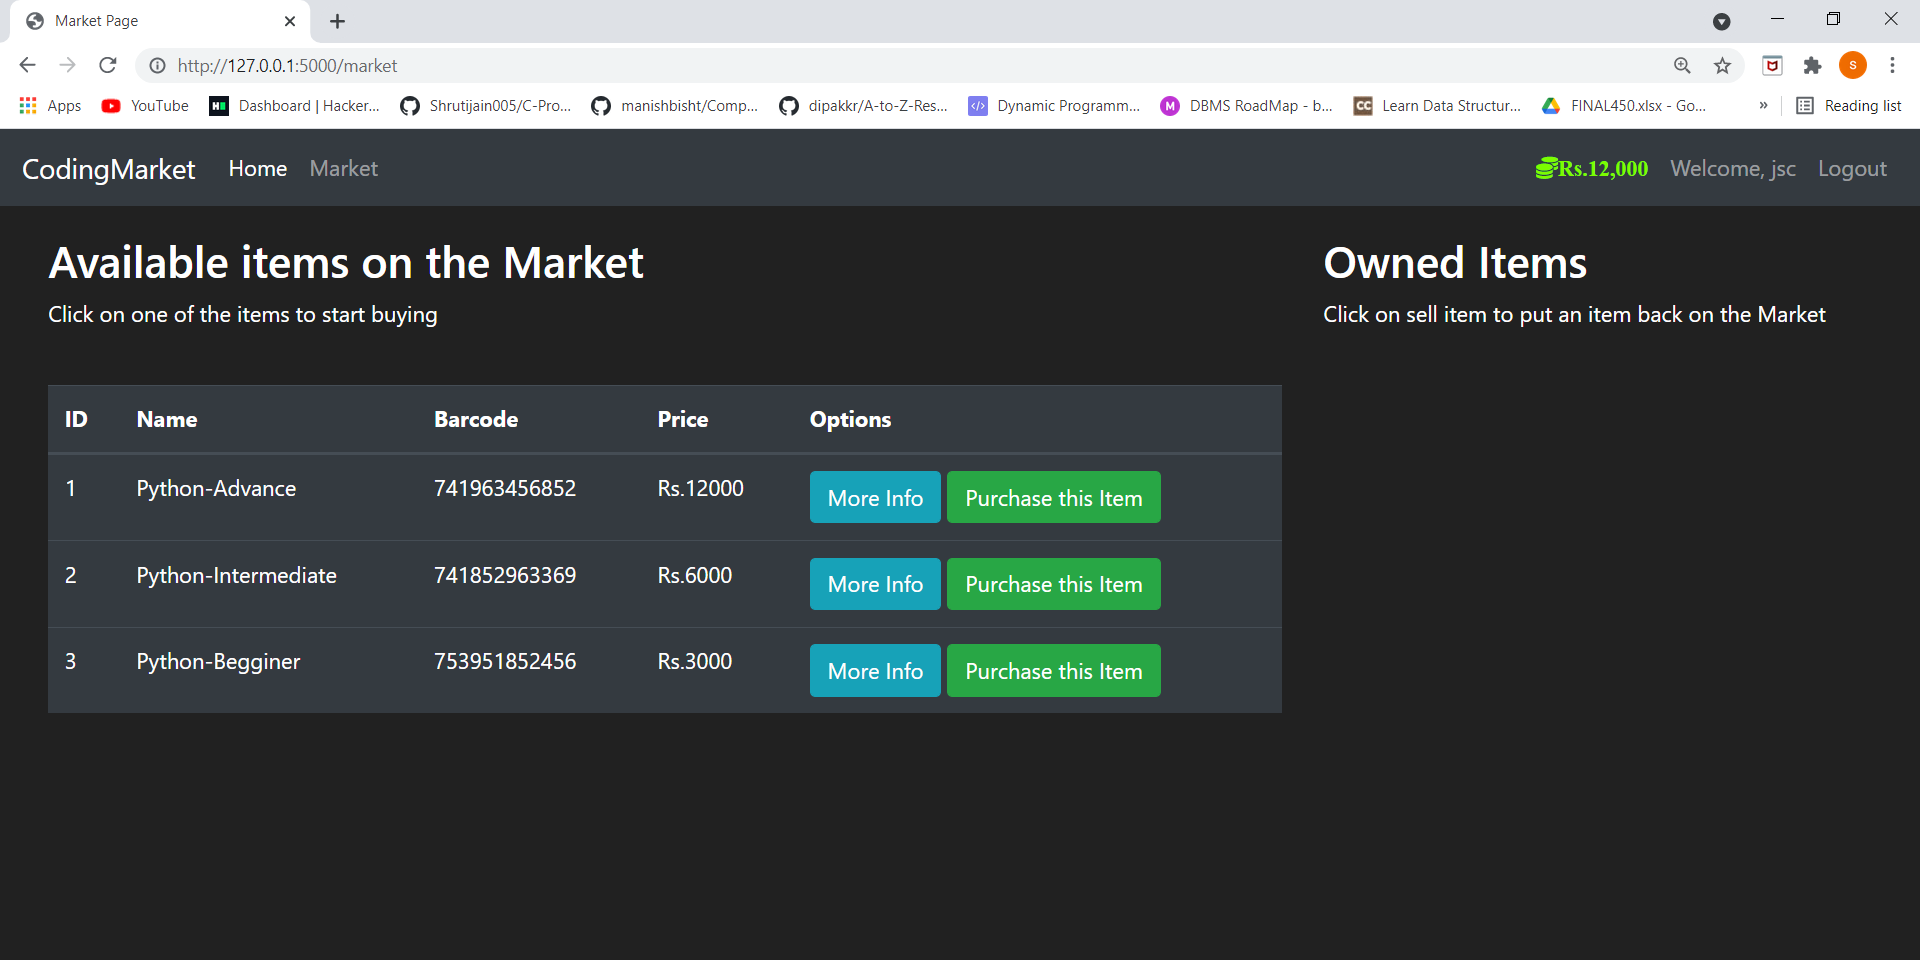 Market Page
http://127.0.0.1:5000/market
Apps YouTube Dashboard | Hacker... Shrutijain005/C-Pro... manishbisht/Comp... dipakkr/A-to-Z-Res... Dynamic Programm... DBMS RoadMap - b... Learn Data Structur... FINAL450.xlsx - Go... » Reading list
CodingMarket Home Market Rs.12,000 Welcome, jsc Logout
Available items on the Market
Click on one of the items to start buying
Owned Items
Click on sell item to put an item back on the Market
ID Name Barcode Price Options
1 Python-Advance 741963456852 Rs.12000 More Info Purchase this Item
2 Python-Intermediate 741852963369 Rs.6000 More Info Purchase this Item
3 Python-Begginer 753951852456 Rs.3000 More Info Purchase this Item